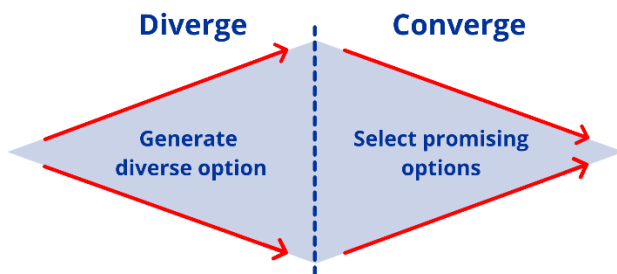 Diverge
Converge
Generate
diverse option
Select promising
options